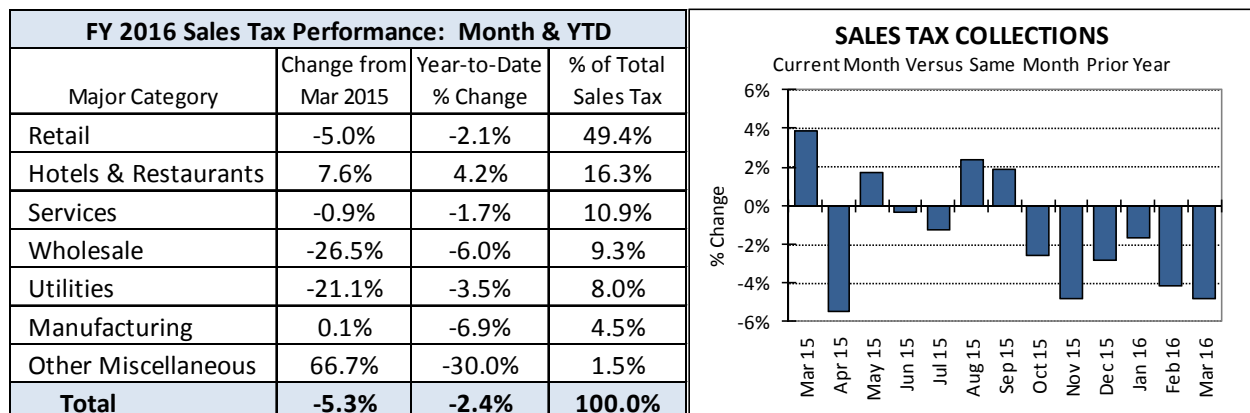 FY 2016 Sales Tax Performance: Month & YTD
Major Category Change from Mar 2015 Year-to-Date % Change % of Total Sales Tax
Retail -5.0% -2.1% 49.4%
Hotels & Restaurants 7.6% 4.2% 16.3%
Services -0.9% -1.7% 10.9%
Wholesale -26.5% -6.0% 9.3%
Utilities -21.1% -3.5% 8.0%
Manufacturing 0.1% -6.9% 4.5%
Other Miscellaneous 66.7% -30.0% 1.5%
Total -5.3% -2.4% 100.0%
SALES TAX COLLECTIONS
Current Month Versus Same Month Prior Year
% Change
6%
4%
2%
0%
-2%
-4%
-6%
Mar 15
Apr 15
May 15
Jun 15
Jul 15
Aug 15
Sep 15
Oct 15
Nov 15
Dec 15
Jan 16
Feb 16
Mar 16